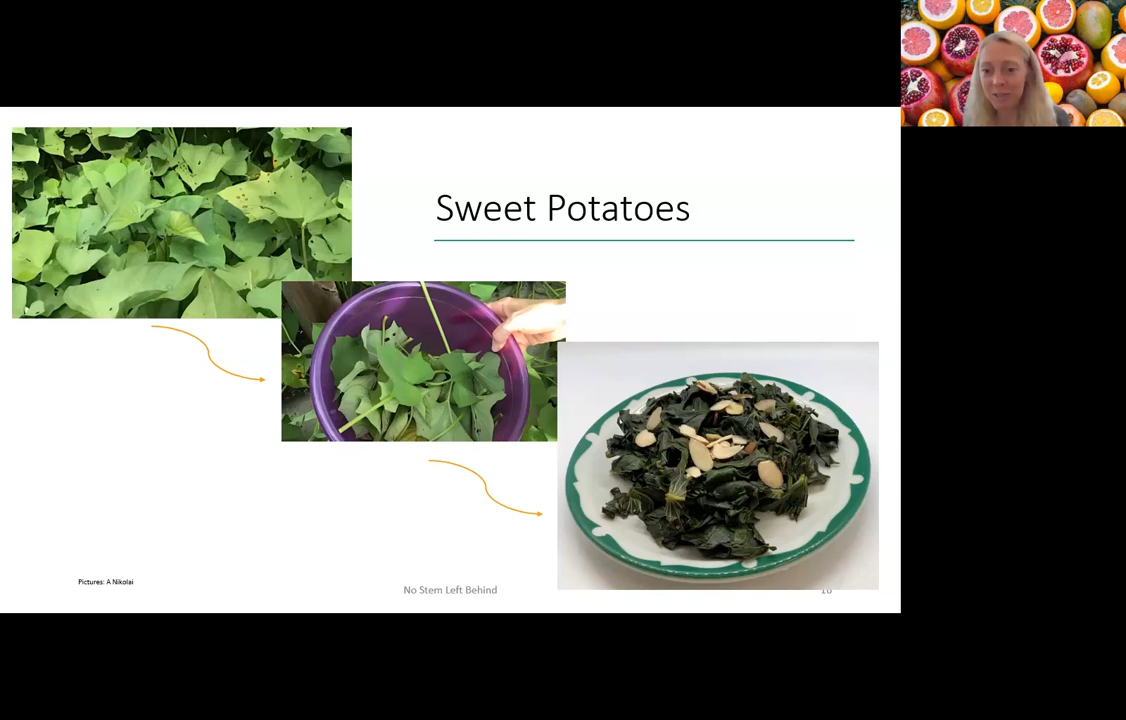 Sweet Potatoes
Pictures: A Nikolai
No Stem Left Behind